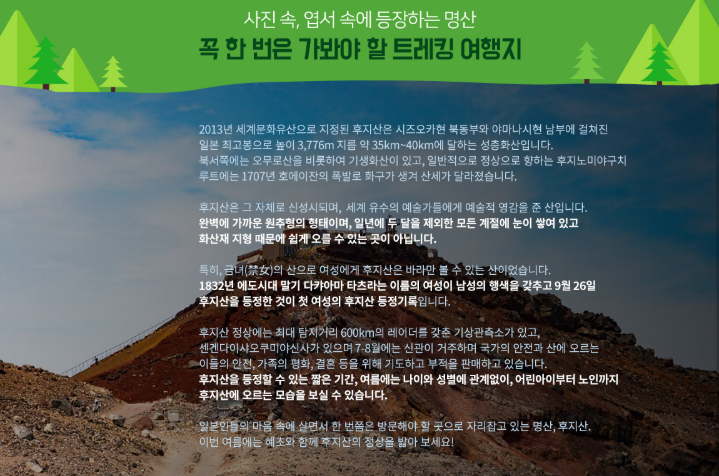 사진 속, 엽서 속에 등장하는 명산
꼭 한 번은 가봐야 할 트레킹 여행지
2013년 세계문화유산으로 지정된 후지산은 시즈오카현 북동부와 야마나시현 남부에 걸쳐진
일본 최고봉으로 높이 3,776m 지름 약 35km~40km에 달하는 성층화산입니다.
북서쪽에는 오무로산을 비롯하여 기생화산이 있고, 일반적으로 정상으로 향하는 후지노미야구치
루트에는 1707년 호에이잔의 폭발로 화구가 생겨 산세가 달라졌습니다.
후지산은 그 자체로 신성시되며, 세계 유수의 예술가들에게 예술적 영감을 준 산입니다.
완벽에 가까운 원추형의 형태이며, 일년에 두 달을 제외한 모든 계절에 눈이 쌓여 있고
화산재 지형 때문에 쉽게 오를 수 있는 곳이 아닙니다.
특히, 금녀(禁女)의 산으로 여성에게 후지산은 바라만 볼 수 있는 산이었습니다.
1832년 에도시대 말기 다캬아마 타츠라는 이름의 여성이 남성의 행색을 갖추고 9월 26일
후지산을 등정한 것이 첫 여성의 후지산 등정기록입니다.
후지산 정상에는 최대 탐지거리 600km의 레이더를 갖춘 기상관측소가 있고,
센겐다이샤오쿠미야신사가 있으며 7-8월에는 신관이 거주하며 국가의 안전과 산에 오르는
이들의 안전, 가족의 평화, 결혼 등을 위해 기도하고 부적을 판매하고 있습니다.
후지산을 등정할 수 있는 짧은 기간, 여름에는 나이와 성별에 관계없이, 어린아이부터 노인까지
후지산에 오르는 모습을 보실 수 있습니다.
일본인들의 마음 속에 살면서 한 번쯤은 방문해야 할 곳으로 자리잡고 있는 명산, 후지산.
이번 여름에는 예초와 함께 후지산의 정상을 밟아 보세요!